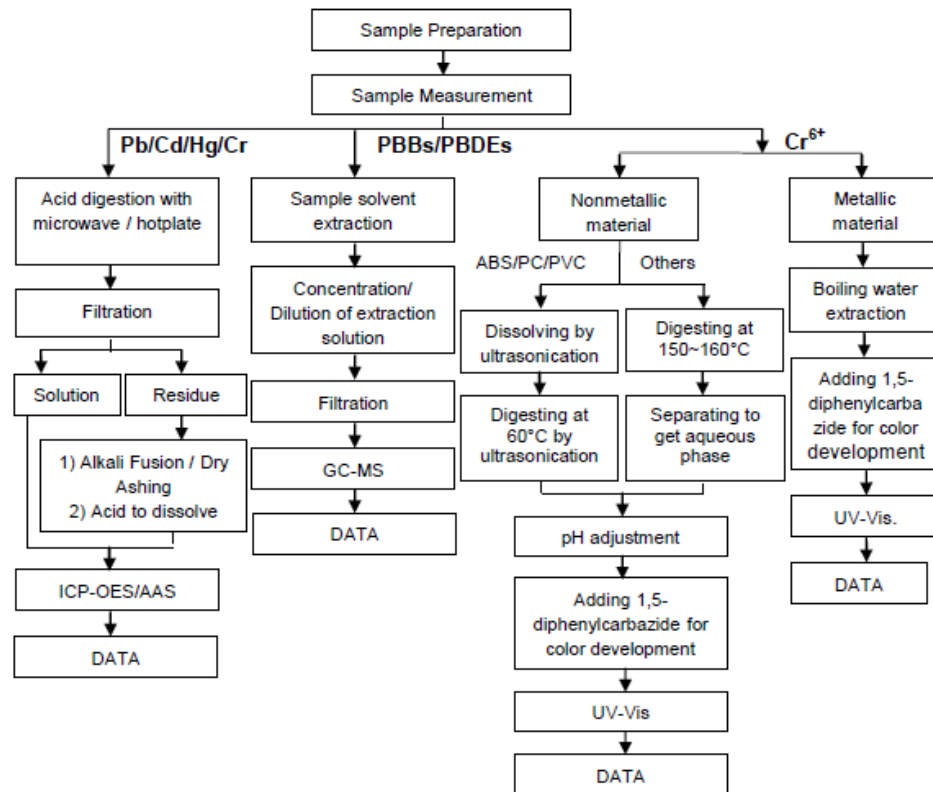 Sample Preparation
Sample Measurement
Pb/Cd/Hg/Cr
PBBs/PBDEs
Cr6+
Acid digestion with
microwave / hotplate
Filtration
Solution
Residue
1) Alkali Fusion / Dry
Ashing
2) Acid to dissolve
ICP-OES/AAS
DATA
Sample solvent
extraction
Concentration/
Dilution of extraction
solution
Filtration
GC-MS
DATA
Nonmetallic
material
ABS/PC/PVC
Others
Dissolving by
ultrasonication
Digesting at
60°C by
ultrasonication
Digesting at
150~160°C
Separating to
get aqueous
phase
pH adjustment
Adding 1,5-
diphenylcarbazide for
color development
UV-Vis
DATA
Metallic
material
Boiling water
extraction
Adding 1,5-
diphenylcarba
zide for color
development
UV-Vis.
DATA